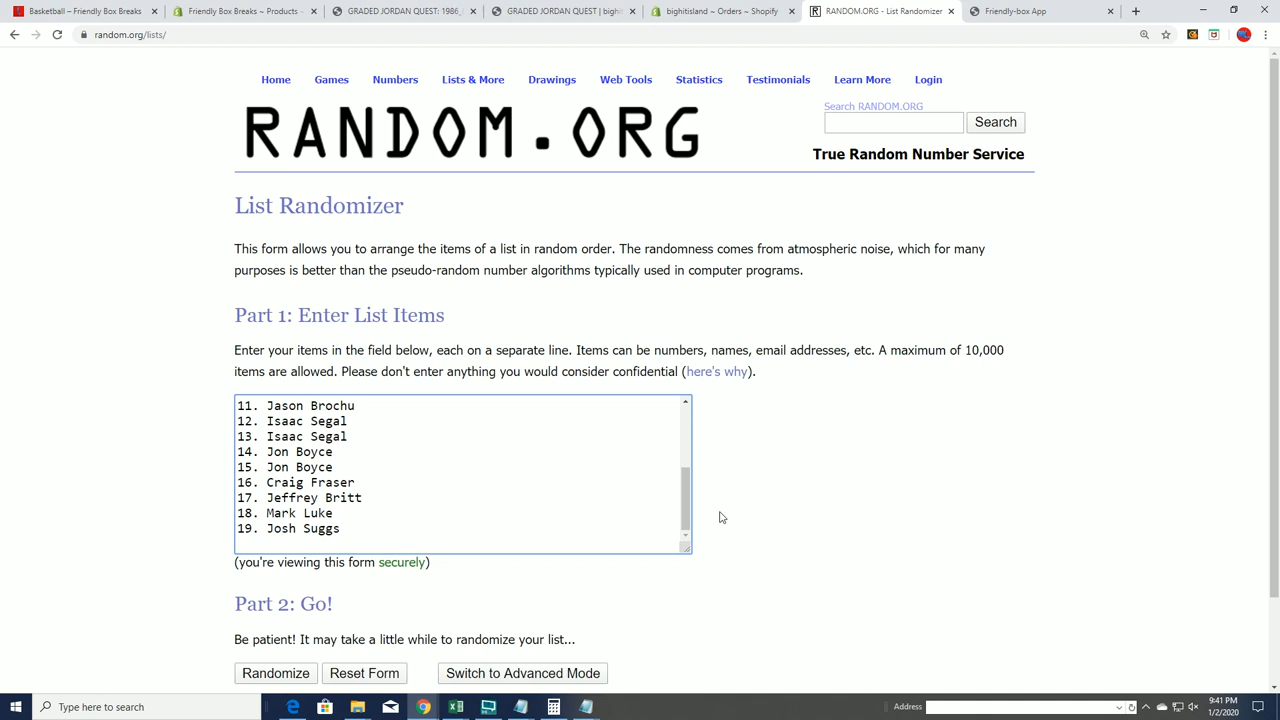 Basketball – Friendly Box Breaks
Friendly Box Breaks ~ Products ~
GRADED JORDAN QUEST: 1986_
GRADED JORDAN QUEST | bighit
bighitisland ~ Orders ~ Shopify
RANDOM.ORG - List Randomizer
Friendly-box App
random.org/lists/
Home Games Numbers Lists & More Drawings Web Tools Statistics Testimonials Learn More Login
RANDOM.ORG
Search RANDOM.ORG
Search
True Random Number Service
List Randomizer
This form allows you to arrange the items of a list in random order. The randomness comes from atmospheric noise, which for many
purposes is better than the pseudo-random number algorithms typically used in computer programs.
Part 1: Enter List Items
Enter your items in the field below, each on a separate line. Items can be numbers, names, email addresses, etc. A maximum of 10,000
items are allowed. Please don't enter anything you would consider confidential (here's why).
11. Jason Brochu
12. Isaac Segal
13. Isaac Segal
14. Jon Boyce
15. Jon Boyce
16. Craig Fraser
17. Jeffrey Britt
18. Mark Luke
19. Josh Suggs
(you're viewing this form securely)
Part 2: Go!
Be patient! It may take a little while to randomize your list...
Randomize Reset Form Switch to Advanced Mode
Type here to search
Address
9:41 PM
1/2/2020